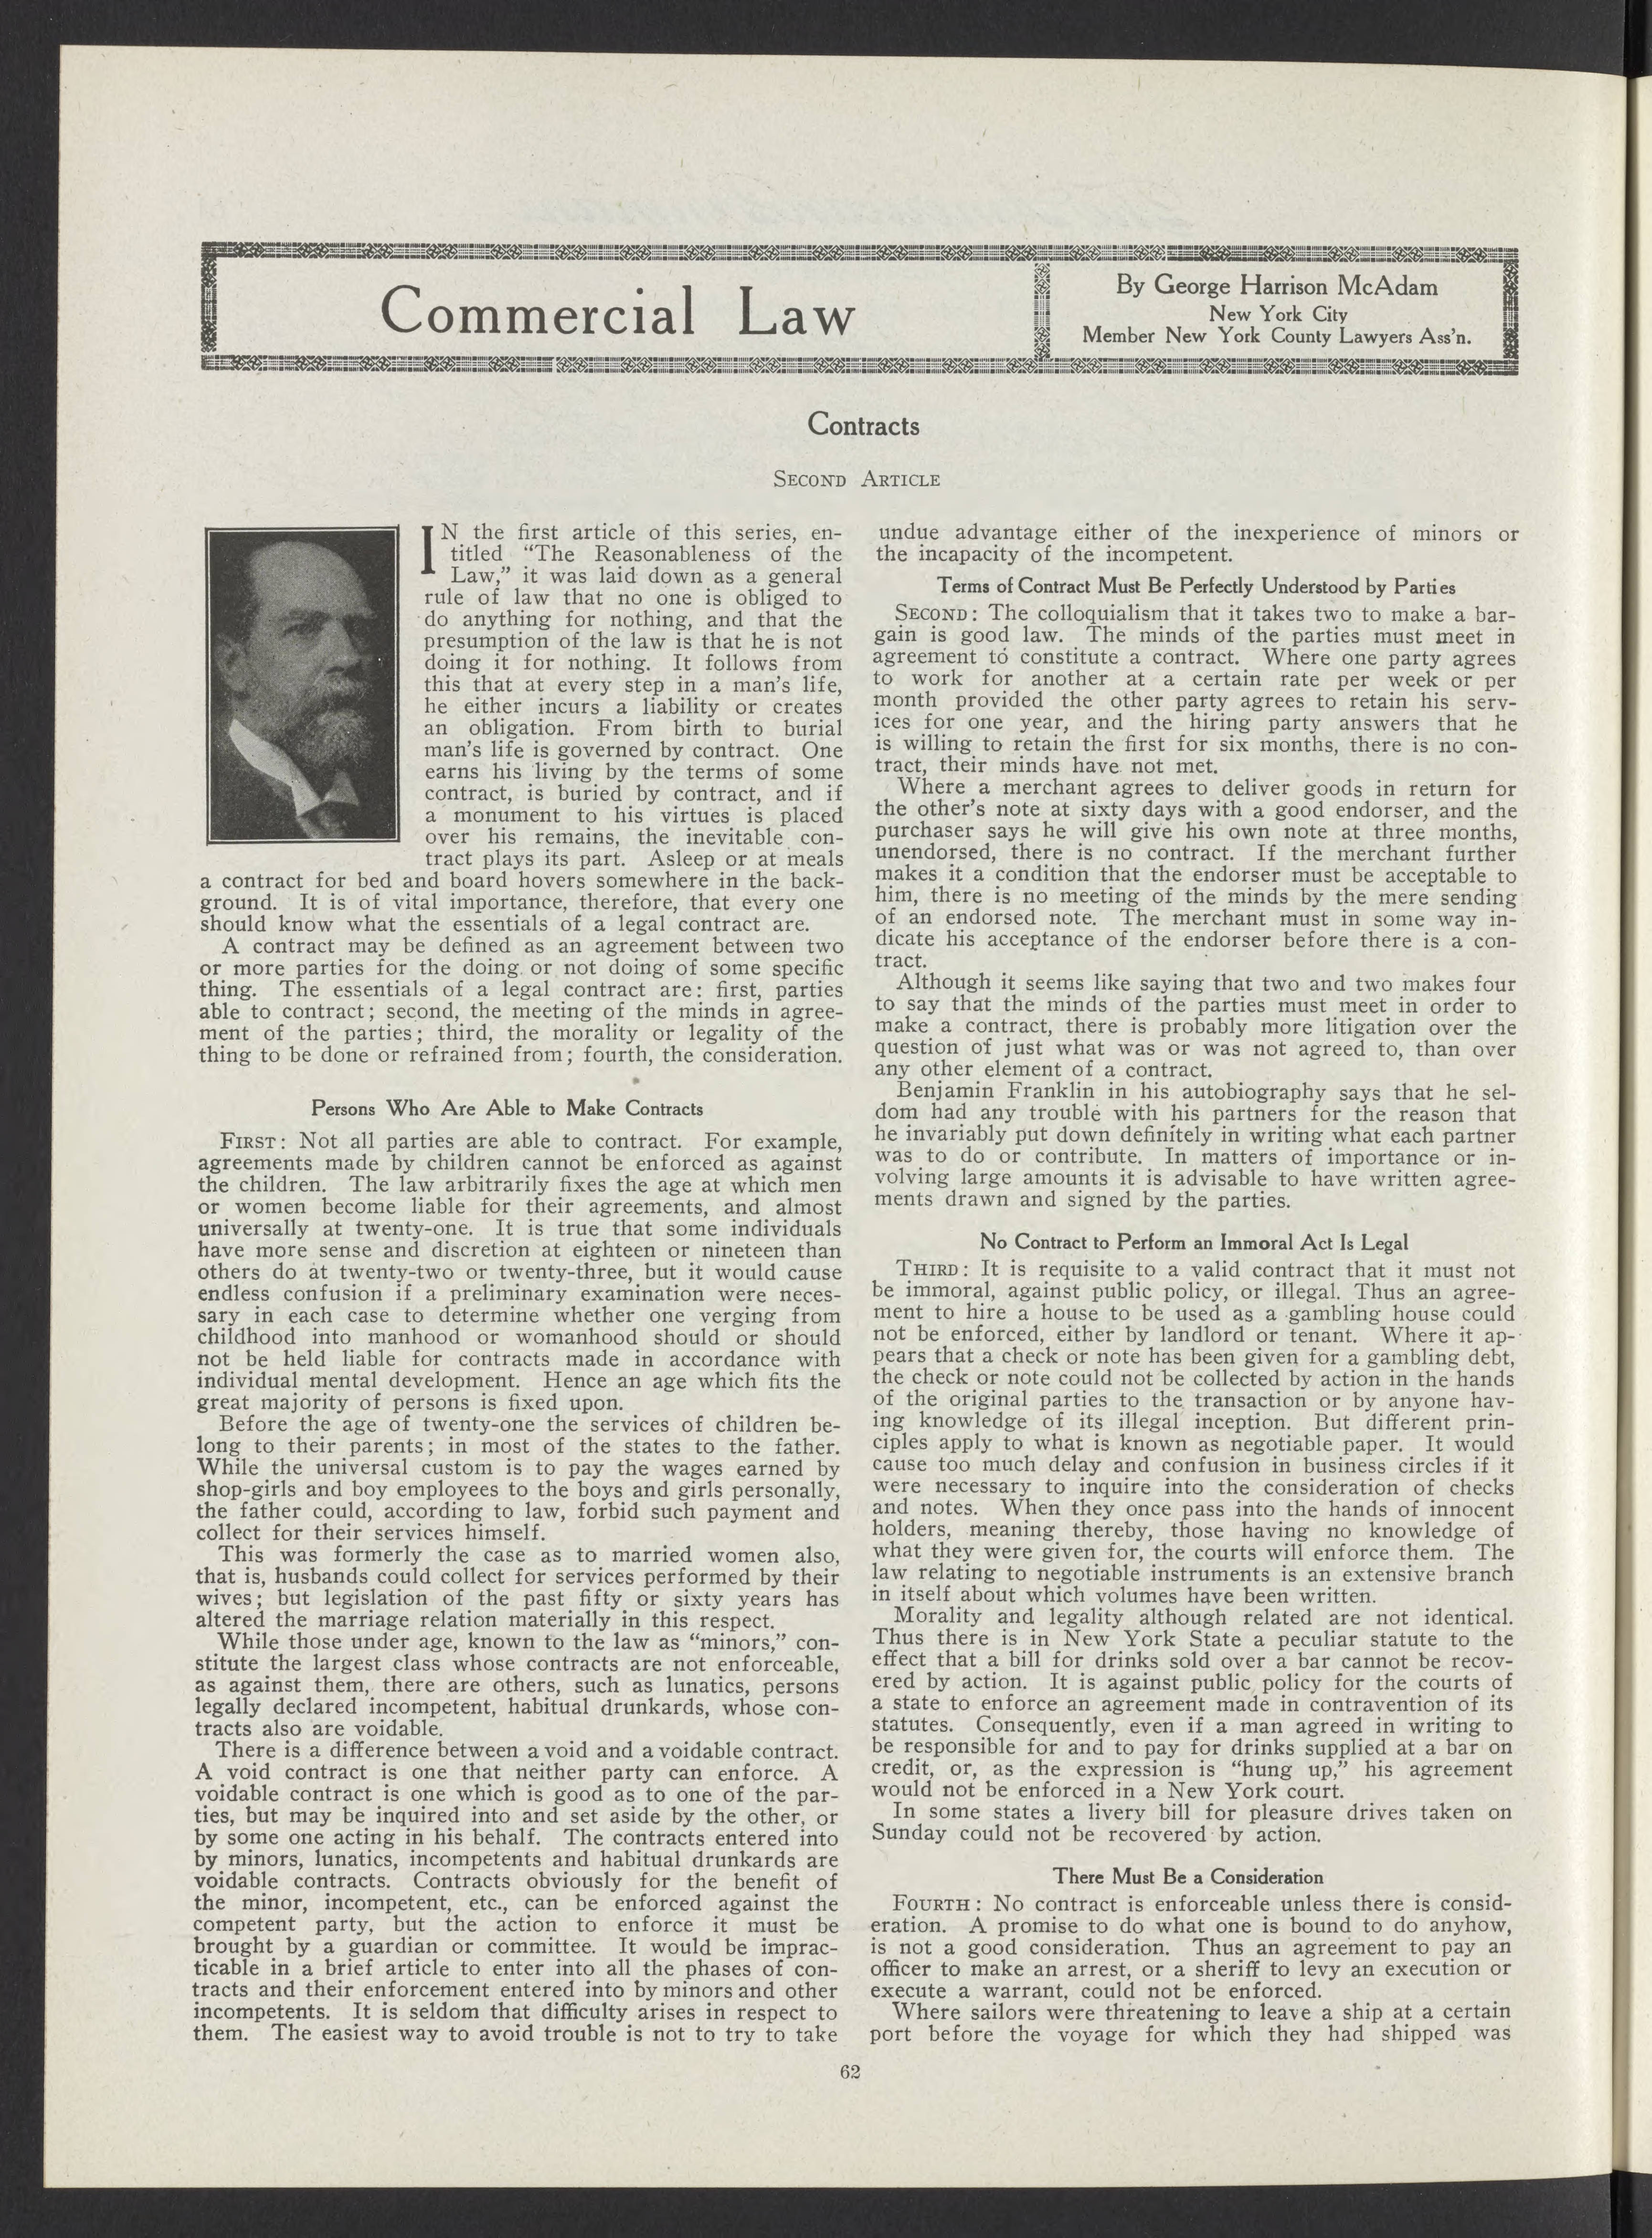 Commercial Law
By George Harrison McAdam
New York City
Member New York County Lawyers Ass'n.
Contracts
SECOND ARTICLE
IN the first article of this series, en-
titled "The Reasonableness of the
Law," it was laid down as a general
rule of law that no one is obliged to
do anything for nothing, and that the
presumption of the law is that he is not
doing it for nothing. It follows from
this that at every step in a man's life,
he either incurs a liability or creates
an obligation. From birth to burial
man's life is governed by contract. One
earns his living by the terms of some
contract, is buried by contract, and if
a monument to his virtues is placed
over his remains, the inevitable con-
tract plays its part. Asleep or at meals
a contract for bed and board hovers somewhere in the back-
ground. It is of vital importance, therefore, that every one
should know what the essentials of a legal contract are.
A contract may be defined as an agreement between two
or more parties for the doing or not doing of some specific
thing. The essentials of a legal contract are: first, parties
able to contract; second, the meeting of the minds in agree-
ment of the parties; third, the morality or legality of the
thing to be done or refrained from; fourth, the consideration.
Persons Who Are Able to Make Contracts
FIRST: Not all parties are able to contract. For example,
agreements made by children cannot be enforced as against
the children. The law arbitrarily fixes the age at which men
or women become liable for their agreements, and almost
universally at twenty-one. It is true that some individuals
have more sense and discretion at eighteen or nineteen than
others do at twenty-two or twenty-three, but it would cause
endless confusion if a preliminary examination were neces-
sary in each case to determine whether one verging from
childhood into manhood or womanhood should or should
not be held liable for contracts made in accordance with
individual mental development. Hence an age which fits the
great majority of persons is fixed upon.
Before the age of twenty-one the services of children be-
long to their parents; in most of the states to the father.
While the universal custom is to pay the wages earned by
shop-girls and boy employees to the boys and girls personally,
the father could, according to law, forbid such payment and
collect for their services himself.
This was formerly the case as to married women also,
that is, husbands could collect for services performed by their
wives; but legislation of the past fifty or sixty years has
altered the marriage relation materially in this respect.
While those under age, known to the law as "minors," con-
stitute the largest class whose contracts are not enforceable,
as against them, there are others, such as lunatics, persons
legally declared incompetent, habitual drunkards, whose con-
tracts also are voidable.
There is a difference between a void and a voidable contract.
A void contract is one that neither party can enforce. A
voidable contract is one which is good as to one of the par-
ties, but may be inquired into and set aside by the other, or
by some one acting in his behalf. The contracts entered into
by minors, lunatics, incompetents and habitual drunkards are
voidable contracts. Contracts obviously for the benefit of
the minor, incompetent, etc., can be enforced against the
competent party, but the action to enforce it must be
brought by a guardian or committee. It would be imprac-
ticable in a brief article to enter into all the phases of con-
tracts and their enforcement entered into by minors and other
incompetents. It is seldom that difficulty arises in respect to
them. The easiest way to avoid trouble is not to try to take
undue advantage either of the inexperience of minors or
the incapacity of the incompetent.
Terms of Contract Must Be Perfectly Understood by Parties
SECOND: The colloquialism that it takes two to make a bar-
gain is good law. The minds of the parties must meet in
agreement to constitute a contract. Where one party agrees
to work for another at a certain rate per week or per
month provided the other party agrees to retain his serv-
ices for one year, and the hiring party answers that he
is willing to retain the first for six months, there is no con-
tract, their minds have not met.
Where a merchant agrees to deliver goods in return for
the other's note at sixty days with a good endorser, and the
purchaser says he will give his own note at three months,
unendorsed, there is no contract. If the merchant further
makes it a condition that the endorser must be acceptable to
him, there is no meeting of the minds by the mere sending
of an endorsed note. The merchant must in some way in-
dicate his acceptance of the endorser before there is a con-
tract.
Although it seems like saying that two and two makes four
to say that the minds of the parties must meet in order to
make a contract, there is probably more litigation over the
question of just what was or was not agreed to, than over
any other element of a contract.
Benjamin Franklin in his autobiography says that he sel-
dom had any trouble with his partners for the reason that
he invariably put down definitely in writing what each partner
was to do or contribute. In matters of importance or in-
volving large amounts it is advisable to have written agree-
ments drawn and signed by the parties.
No Contract to Perform an Immoral Act Is Legal
THIRD: It is requisite to a valid contract that it must not
be immoral, against public policy, or illegal. Thus an agree-
ment to hire a house to be used as a gambling house could
not be enforced, either by landlord or tenant. Where it ap-
pears that a check or note has been given for a gambling debt,
the check or note could not be collected by action in the hands
of the original parties to the transaction or by anyone hav-
ing knowledge of its illegal inception. But different prin-
ciples apply to what is known as negotiable paper. It would
cause too much delay and confusion in business circles if it
were necessary to inquire into the consideration of checks
and notes. When they once pass into the hands of innocent
holders, meaning thereby, those having no knowledge of
what they were given for, the courts will enforce them. The
law relating to negotiable instruments is an extensive branch
in itself about which volumes have been written.
Morality and legality although related are not identical.
Thus there is in New York State a peculiar statute to the
effect that a bill for drinks sold over a bar cannot be recov-
ered by action. It is against public policy for the courts of
a state to enforce an agreement made in contravention of its
statutes. Consequently, even if a man agreed in writing to
be responsible for and to pay for drinks supplied at a bar on
credit, or, as the expression is "hung up," his agreement
would not be enforced in a New York court.
In some states a livery bill for pleasure drives taken on
Sunday could not be recovered by action.
There Must Be a Consideration
FOURTH: No contract is enforceable unless there is consid-
eration. A promise to do what one is bound to do anyhow,
is not a good consideration. Thus an agreement to pay an
officer to make an arrest, or a sheriff to levy an execution or
execute a warrant, could not be enforced.
Where sailors were threatening to leave a ship at a certain
port before the voyage for which they had shipped was
62